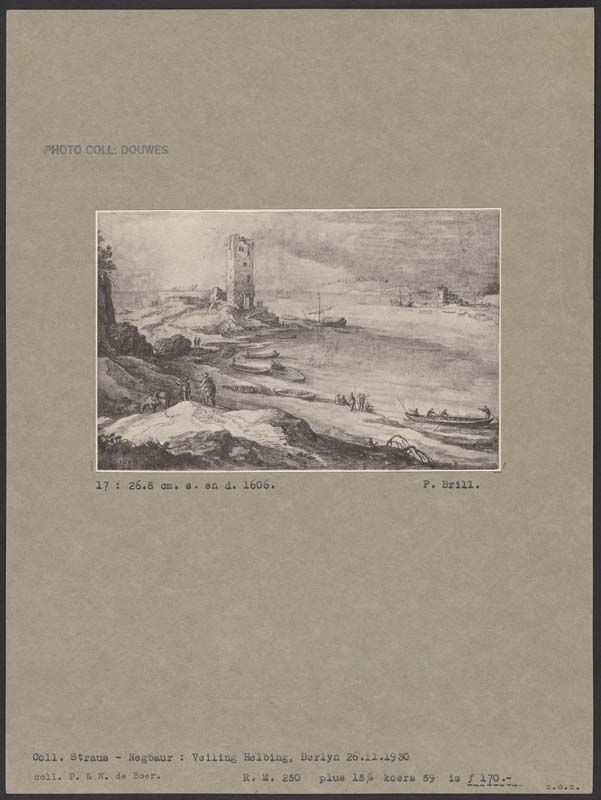 PHOTO COLL: DOUWES
17 : 26.8 cm. s. en d. 1606. P. Brill.
Coll. Straus - Negbaur : Veiling Helbing, Berlyn 26.11.1930
coll. P. & N. de Boer. R. M. 250 plus 15% koers 59 is ƒ 170.-
z.o.z.